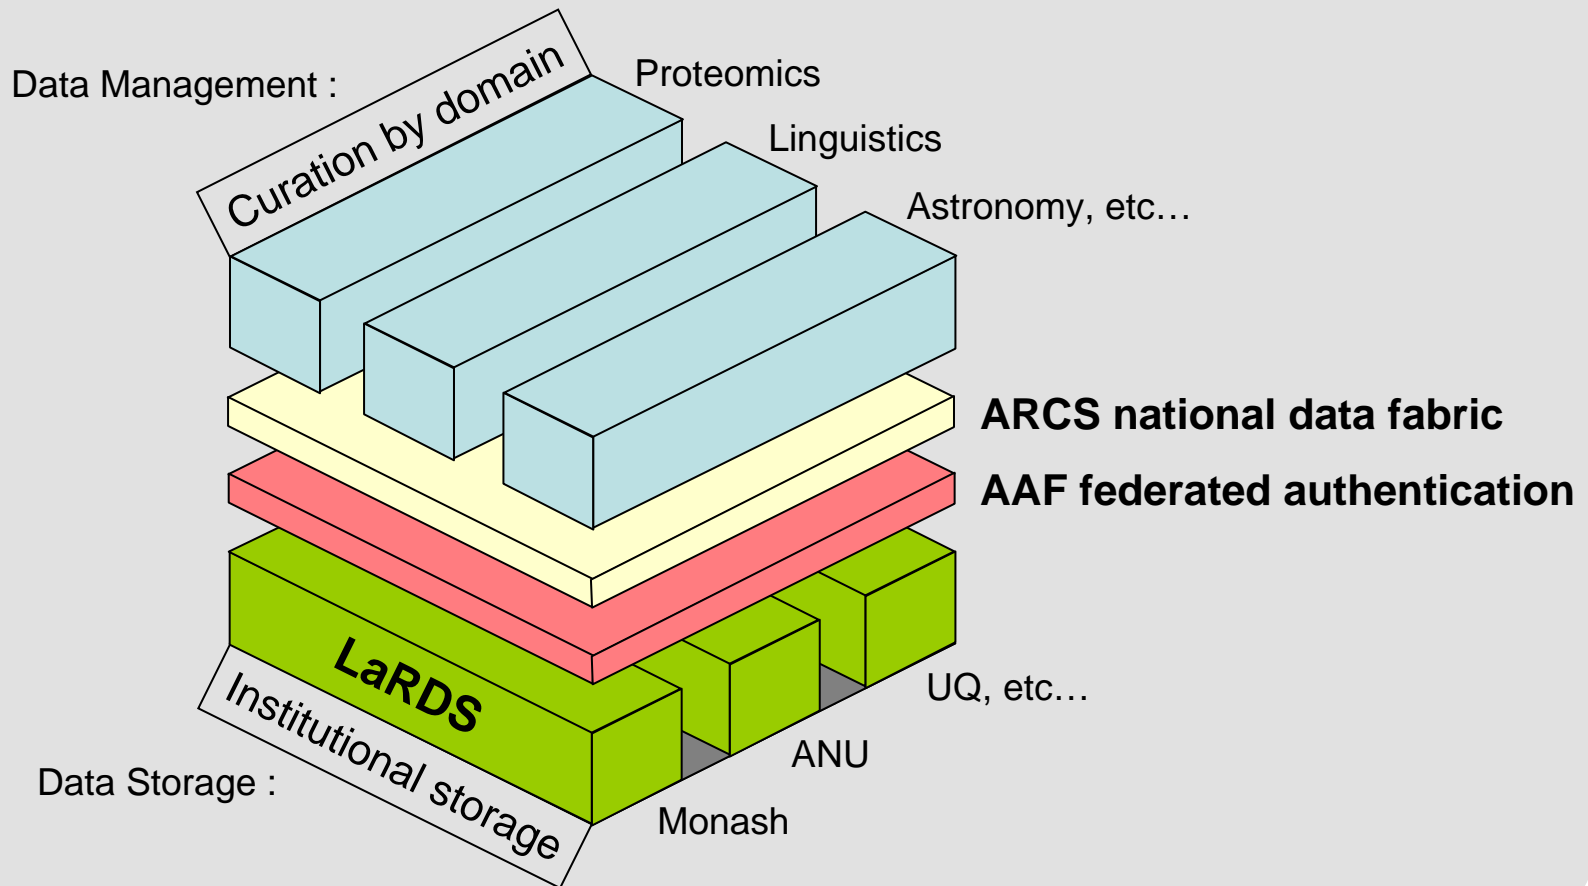 Data Management :
Curation by domain
Proteomics
Linguistics
Astronomy, etc…
ARCS national data fabric
AAF federated authentication
LaRDS
Institutional storage
Data Storage :
UQ, etc…
ANU
Monash